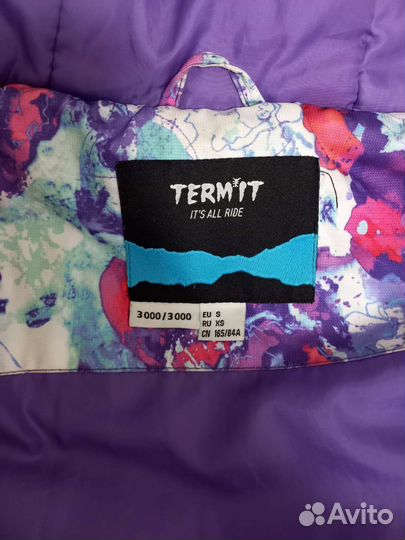 TERMIT
IT'S ALL RIDE
3000/3000
EU S
RU XS
CN 165/84A
Avito